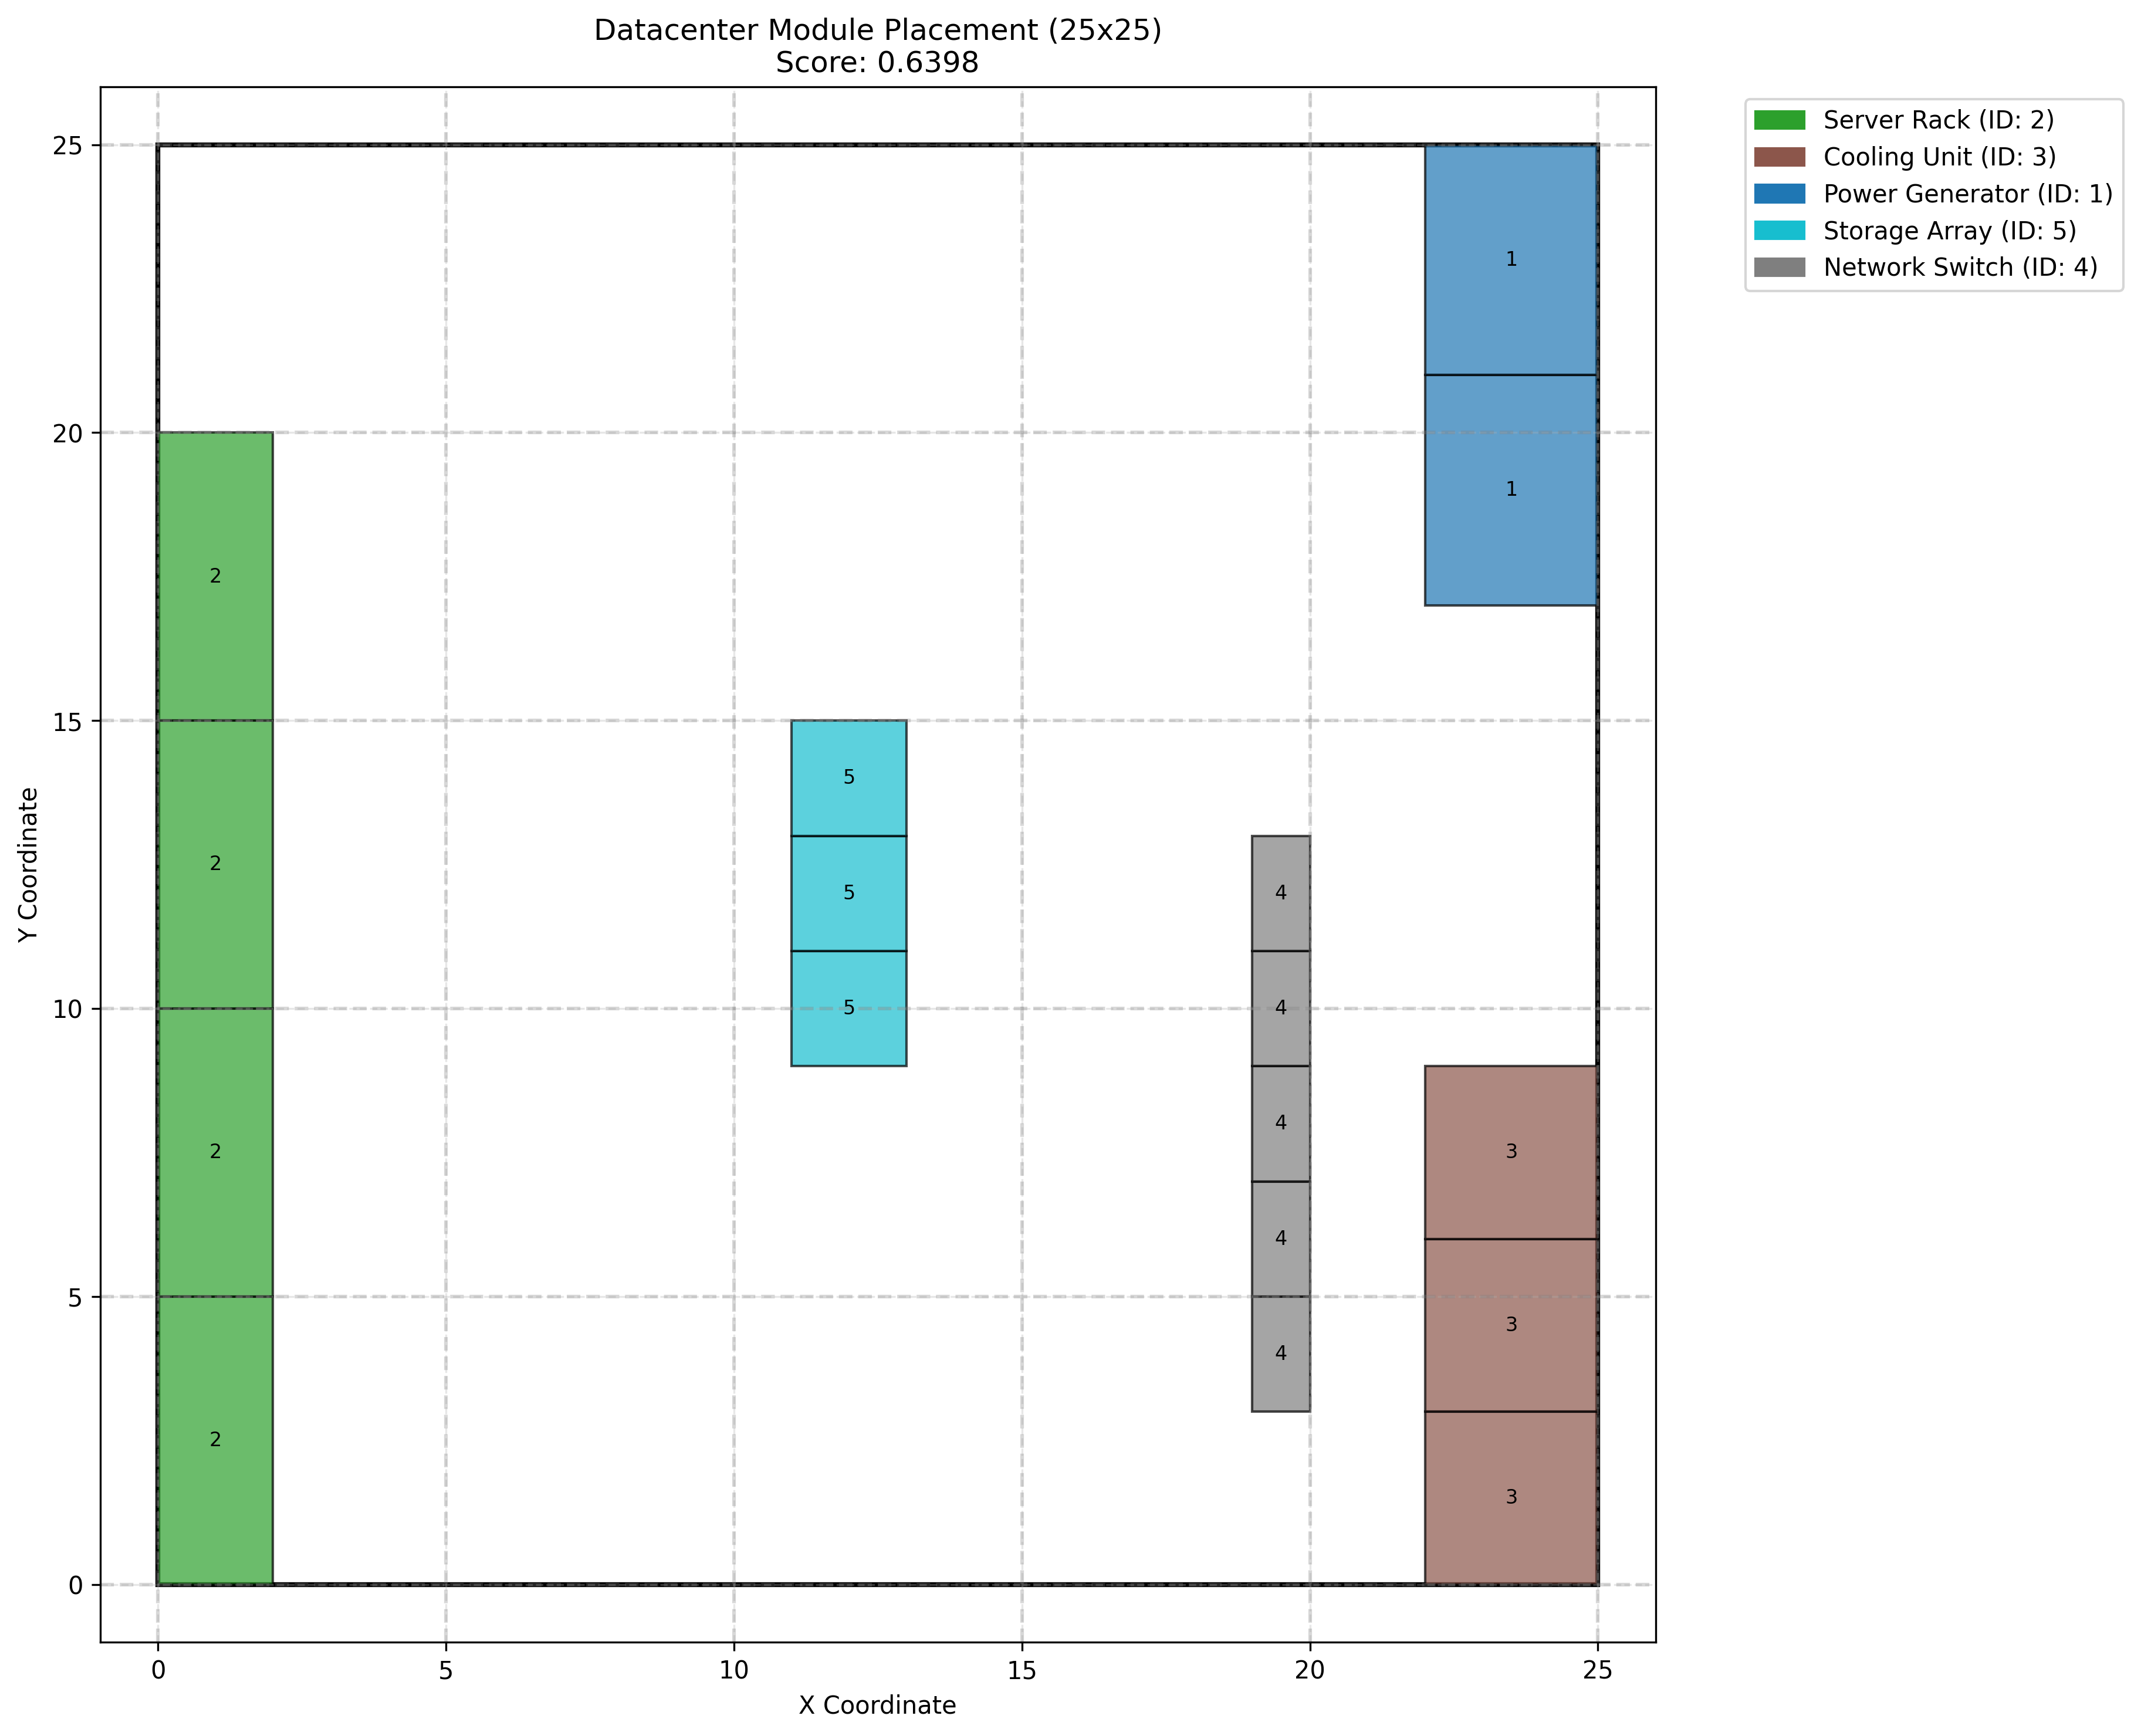 Datacenter Module Placement (25x25)
Score: 0.6398
Server Rack (ID: 2)
Cooling Unit (ID: 3)
Power Generator (ID: 1)
Storage Array (ID: 5)
Network Switch (ID: 4)
Y Coordinate
25
20
15
10
5
0
1
1
2
2
2
2
5
5
5
4
4
4
4
4
3
3
3
0 5 10 15 20 25
X Coordinate